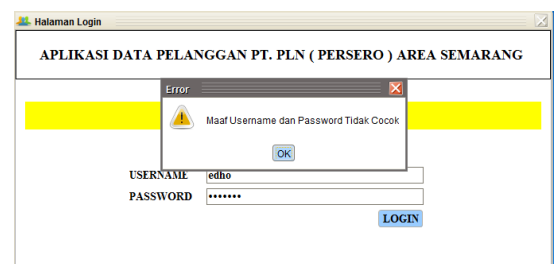 Halaman Login
APLIKASI DATA PELANGGAN PT. PLN ( PERSERO ) AREA SEMARANG
Error
Maaf Username dan Password Tidak Cocok
OK
USERNAME edho
PASSWORD •••••••
LOGIN